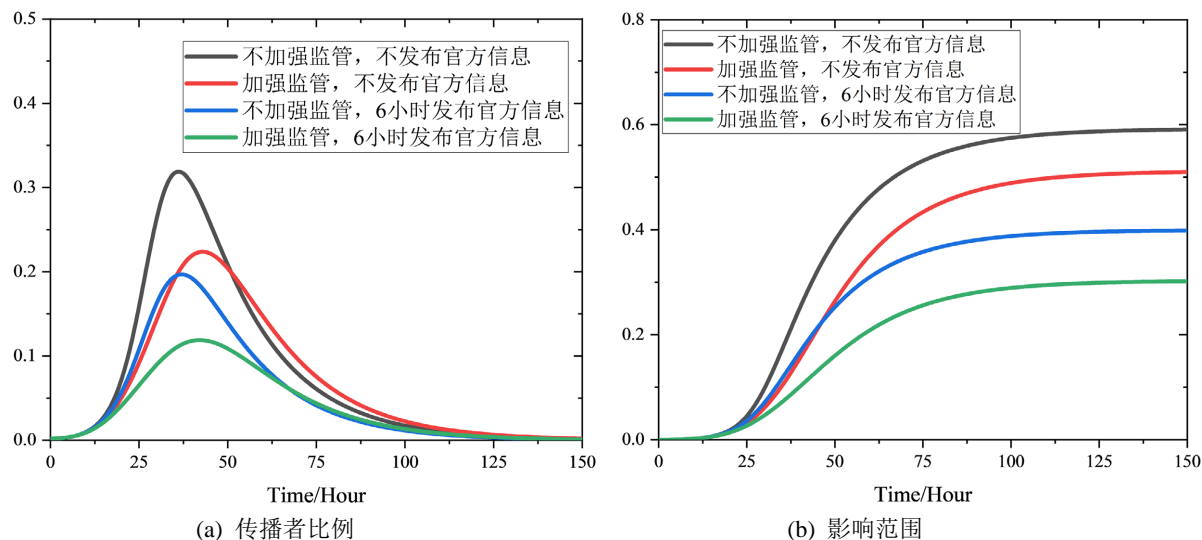 0.5
0.4
0.3
0.2
0.1
0.0
不加强监管，不发布官方信息
加强监管，不发布官方信息
不加强监管，6小时发布官方信息
加强监管，6小时发布官方信息
0 25 50 75 100 125 150
Time/Hour
(a) 传播者比例
0.8
0.6
0.4
0.2
0.0
不加强监管，不发布官方信息
加强监管，不发布官方信息
不加强监管，6小时发布官方信息
加强监管，6小时发布官方信息
0 25 50 75 100 125 150
Time/Hour
(b) 影响范围